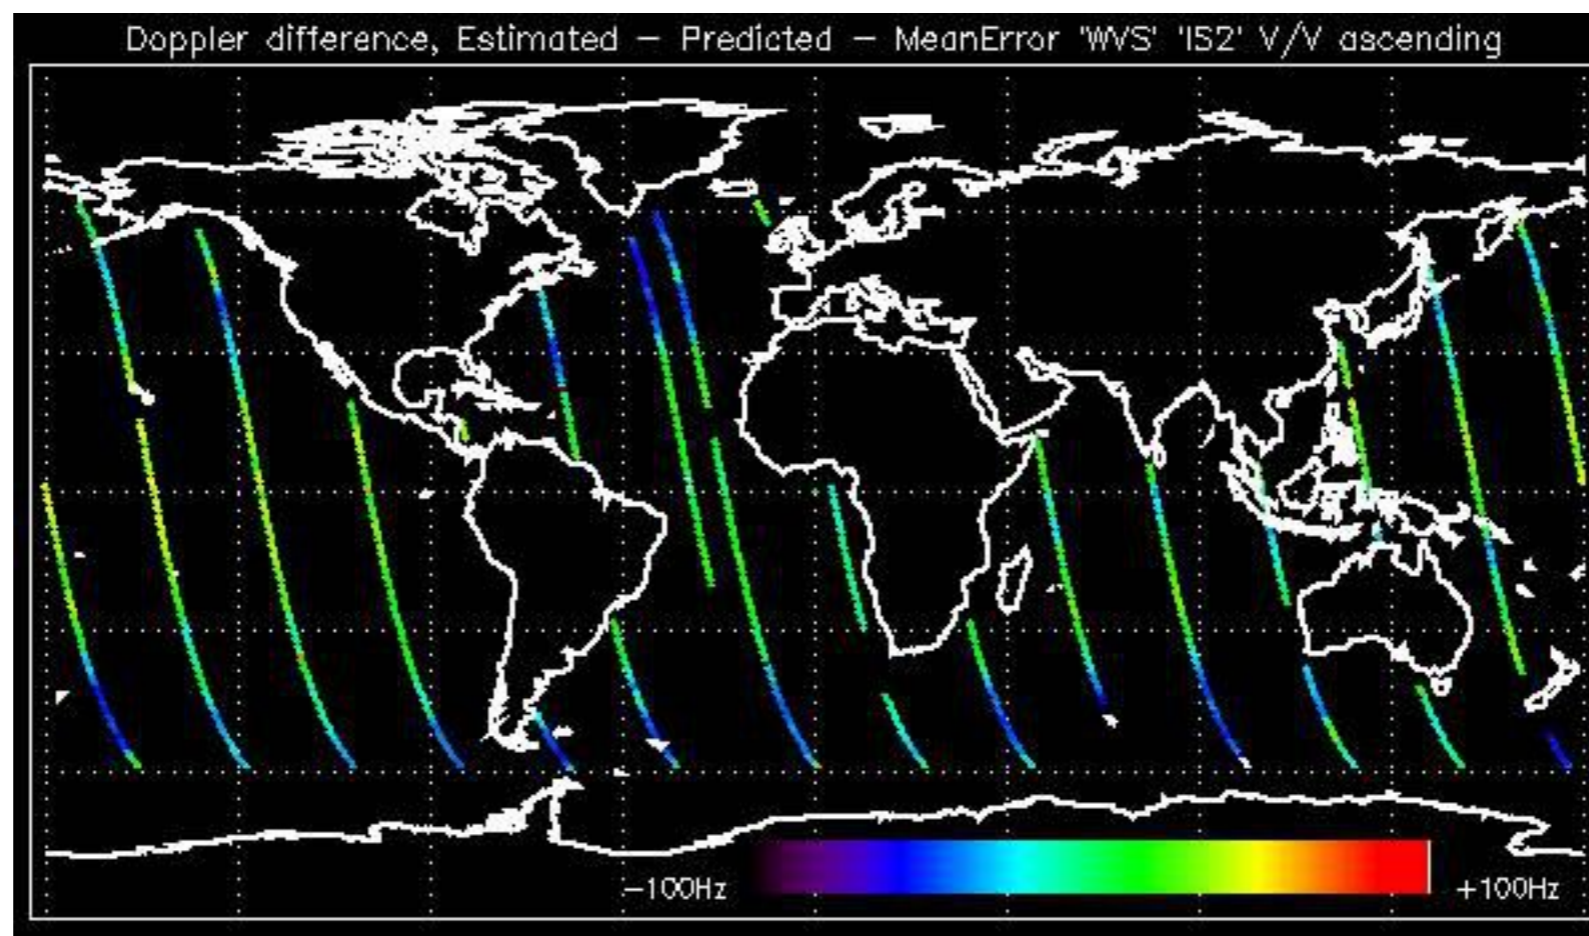 Doppler difference, Estimated − Predicted − MeanError 'WVS' 'IS2' V/V ascending
−100Hz +100Hz